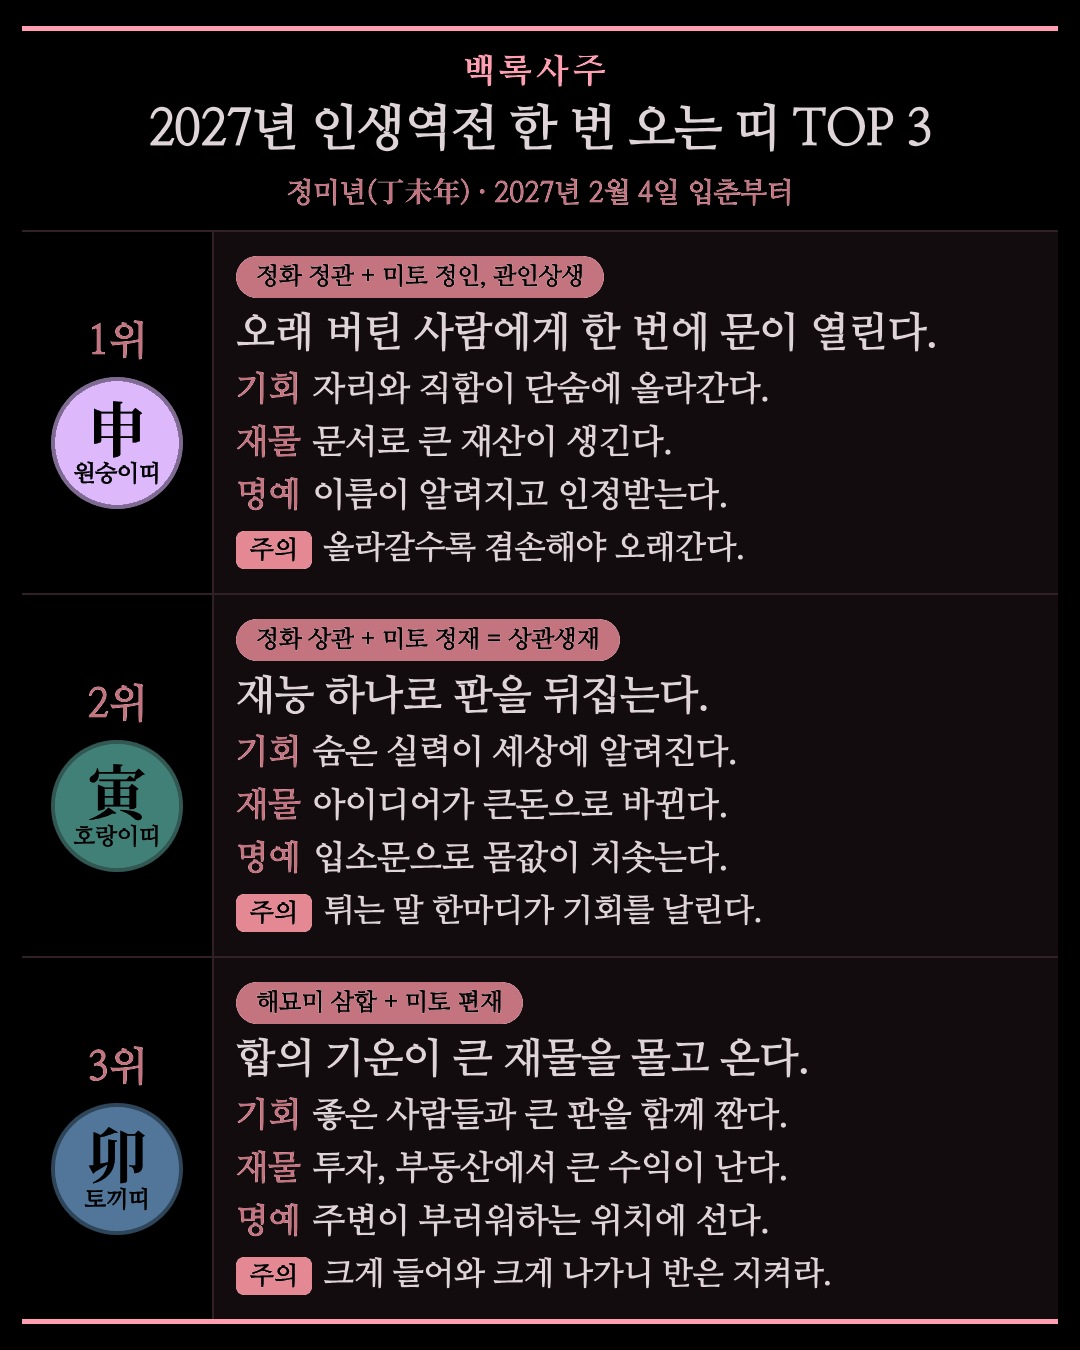 백록사주
2027년 인생역전 한 번 오는 띠 TOP 3
정미년(丁未年) · 2027년 2월 4일 입춘부터
1위
申
원숭이띠
정화 정관 + 미토 정인, 관인상생
오래 버틴 사람에게 한 번에 문이 열린다.
기회 자리와 직함이 단숨에 올라간다.
재물 문서로 큰 재산이 생긴다.
명예 이름이 알려지고 인정받는다.
주의 올라갈수록 겸손해야 오래간다.
2위
寅
호랑이띠
정화 상관 + 미토 정재 = 상관생재
재능 하나로 판을 뒤집는다.
기회 숨은 실력이 세상에 알려진다.
재물 아이디어가 큰돈으로 바뀐다.
명예 입소문으로 몸값이 치솟는다.
주의 튀는 말 한마디가 기회를 날린다.
3위
卯
토끼띠
해묘미 삼합 + 미토 편재
합의 기운이 큰 재물을 몰고 온다.
기회 좋은 사람들과 큰 판을 함께 짠다.
재물 투자, 부동산에서 큰 수익이 난다.
명예 주변이 부러워하는 위치에 선다.
주의 크게 들어와 크게 나가니 반은 지켜라.